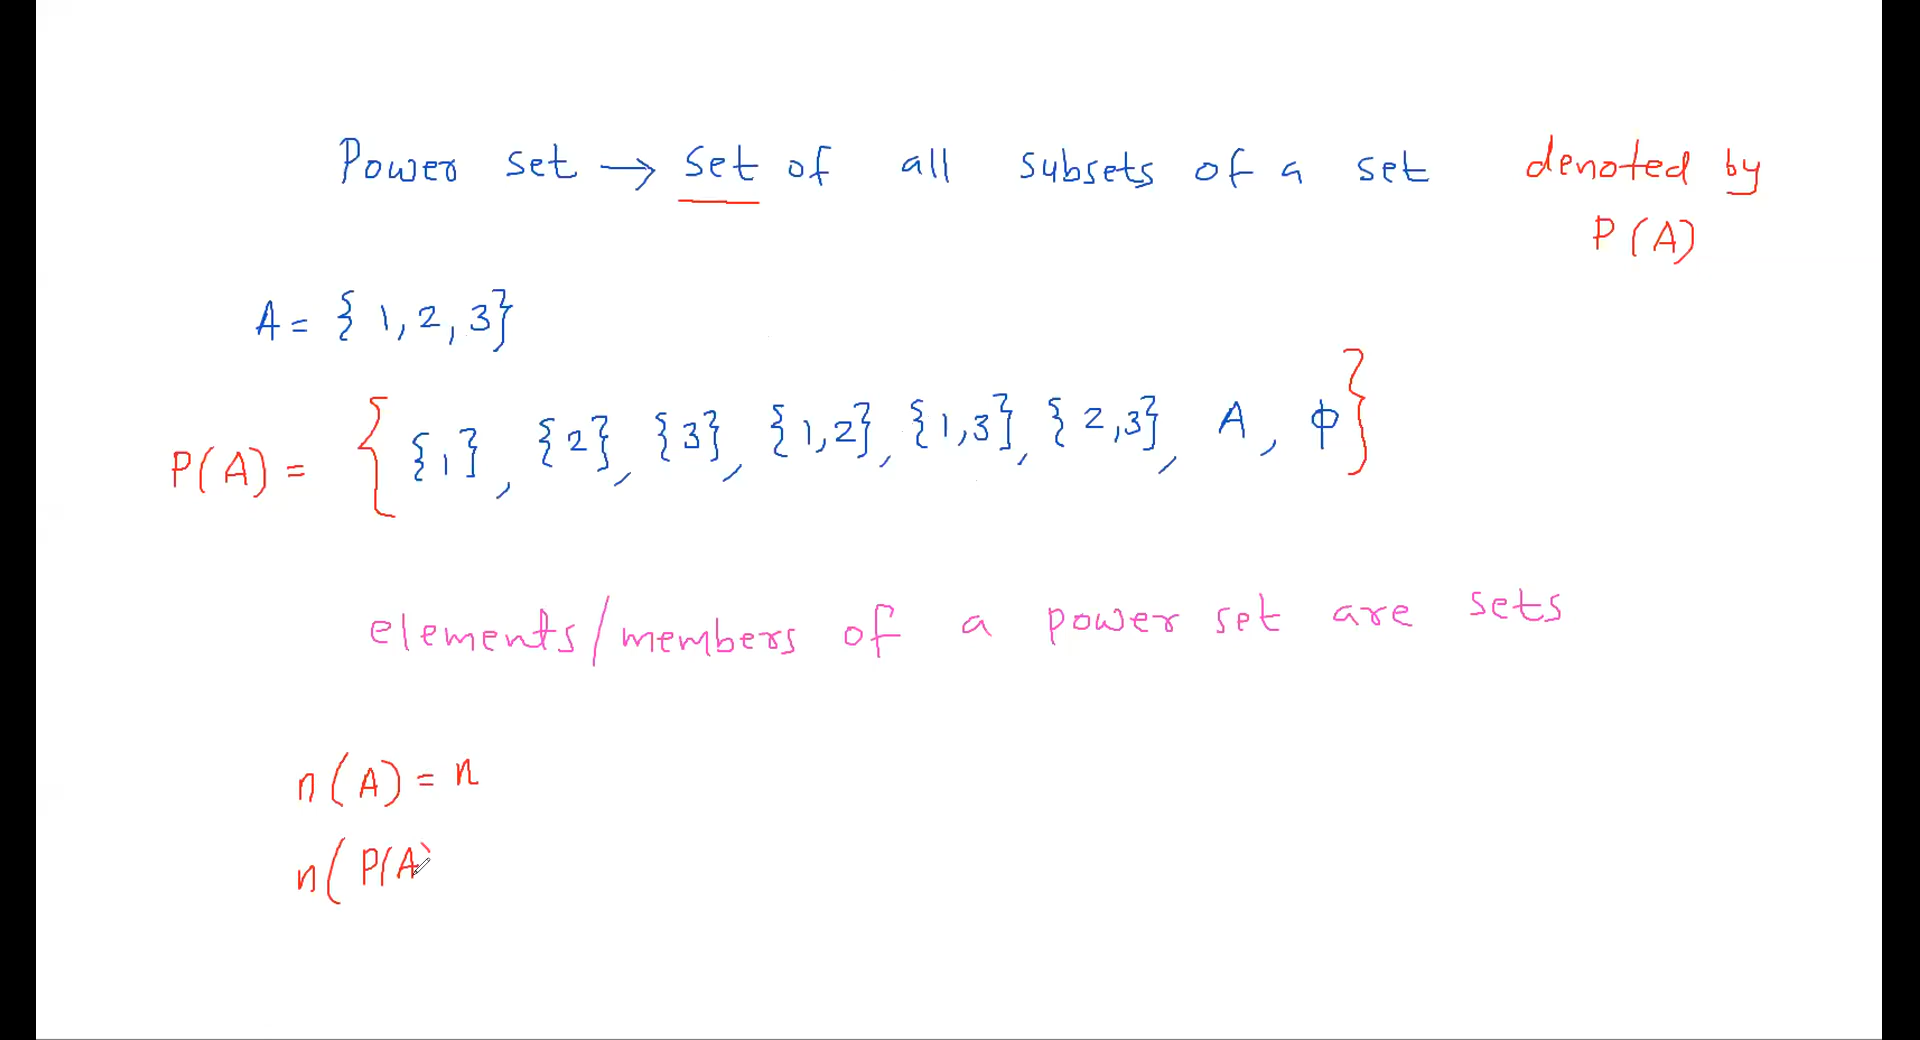 Power set → set of all subsets of a set denoted by
P(A)
A = { 1, 2, 3}
P(A) = { {1}, {2}, {3}, {1,2}, {1,3}, {2,3}, A, ϕ }
elements/members of a power set are sets
n(A) = n
n( P(A)